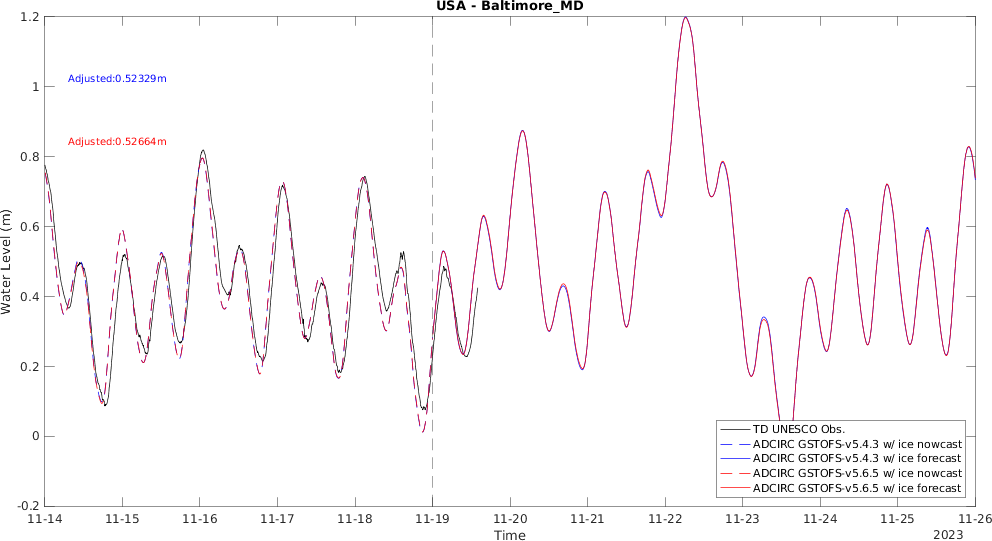 USA - Baltimore_MD
1.2
1
0.8
0.6
0.4
0.2
0
-0.2
Water Level (m)
Adjusted:0.52329m
Adjusted:0.52664m
TD UNESCO Obs.
ADCIRC GSTOFS-v5.4.3 w/ ice nowcast
ADCIRC GSTOFS-v5.4.3 w/ ice forecast
ADCIRC GSTOFS-v5.6.5 w/ ice nowcast
ADCIRC GSTOFS-v5.6.5 w/ ice forecast
11-14 11-15 11-16 11-17 11-18 11-19 11-20 11-21 11-22 11-23 11-24 11-25 11-26
Time
2023